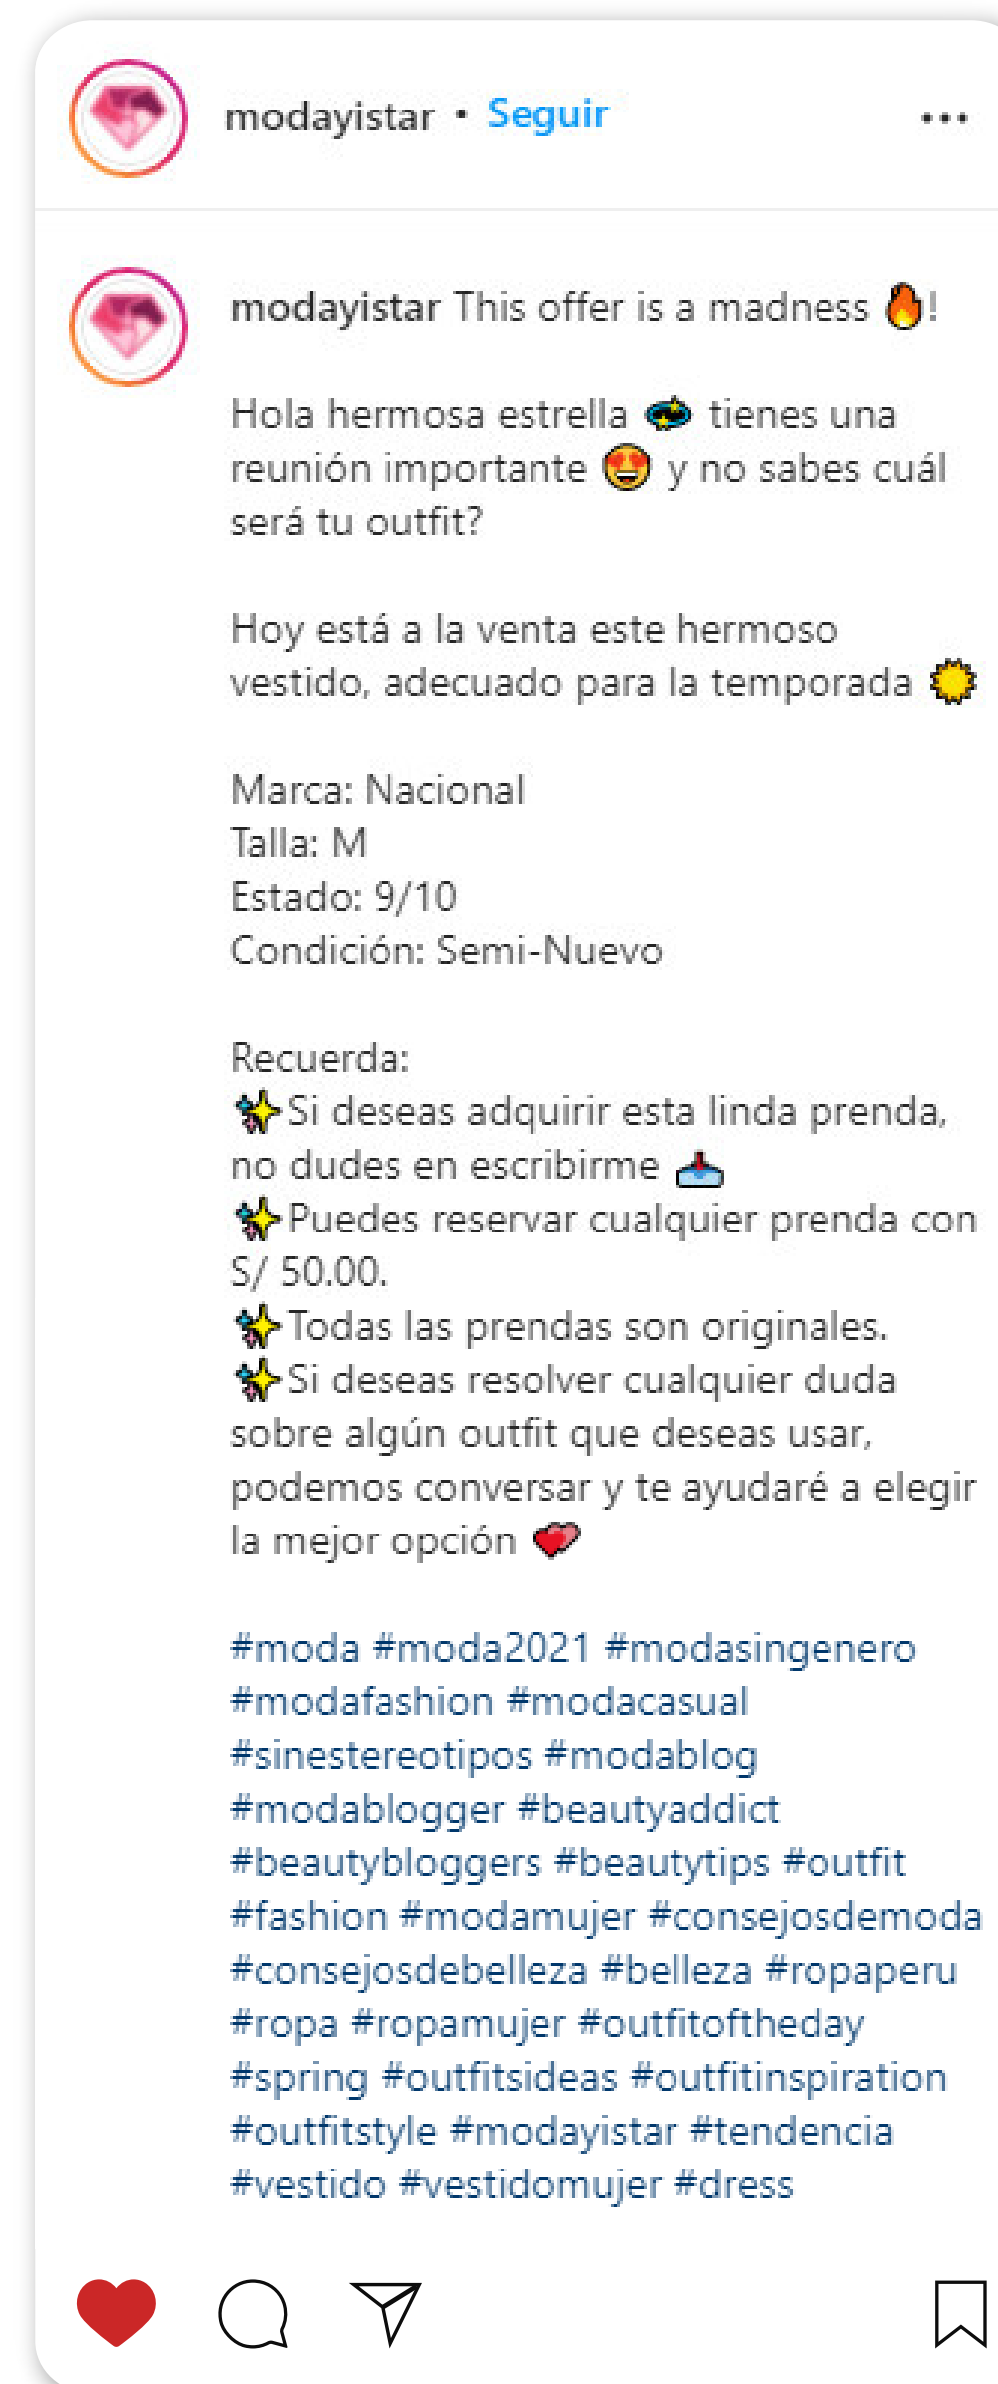 modayistar • Seguir
modayistar This offer is a madness 🔥!
Hola hermosa estrella 💫 tienes una
reunión importante 😍 y no sabes cuál
será tu outfit?
Hoy está a la venta este hermoso
vestido, adecuado para la temporada ☀️
Marca: Nacional
Talla: M
Estado: 9/10
Condición: Semi-Nuevo
Recuerda:
✨Si deseas adquirir esta linda prenda,
no dudes en escribirme 📥
✨Puedes reservar cualquier prenda con
S/ 50.00.
✨Todas las prendas son originales.
✨Si deseas resolver cualquier duda
sobre algún outfit que deseas usar,
podemos conversar y te ayudaré a elegir
la mejor opción 💕
#moda #moda2021 #modasingenero
#modafashion #modacasual
#sinestereotipos #modablog
#modablogger #beautyaddict
#beautybloggers #beautytips #outfit
#fashion #modamujer #consejosdemoda
#consejosdebelleza #belleza #ropaperu
#ropa #ropamujer #outfitoftheday
#spring #outfitsideas #outfitinspiration
#outfitstyle #modayistar #tendencia
#vestido #vestidomujer #dress